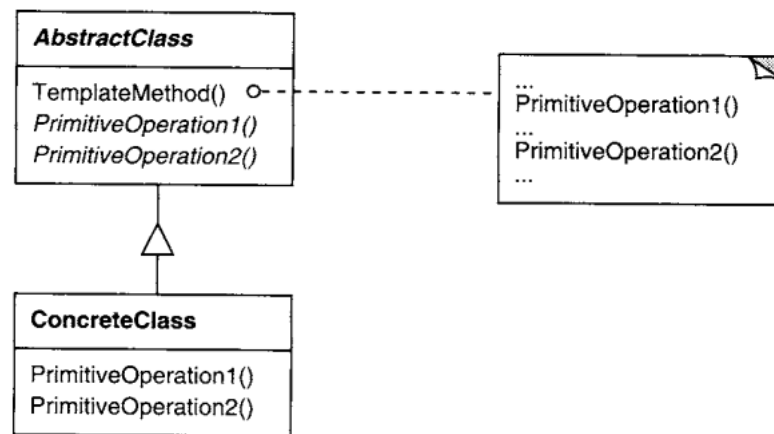 AbstractClass
TemplateMethod()
PrimitiveOperation1()
PrimitiveOperation2()
...
PrimitiveOperation1()
...
PrimitiveOperation2()
...
ConcreteClass
PrimitiveOperation1()
PrimitiveOperation2()